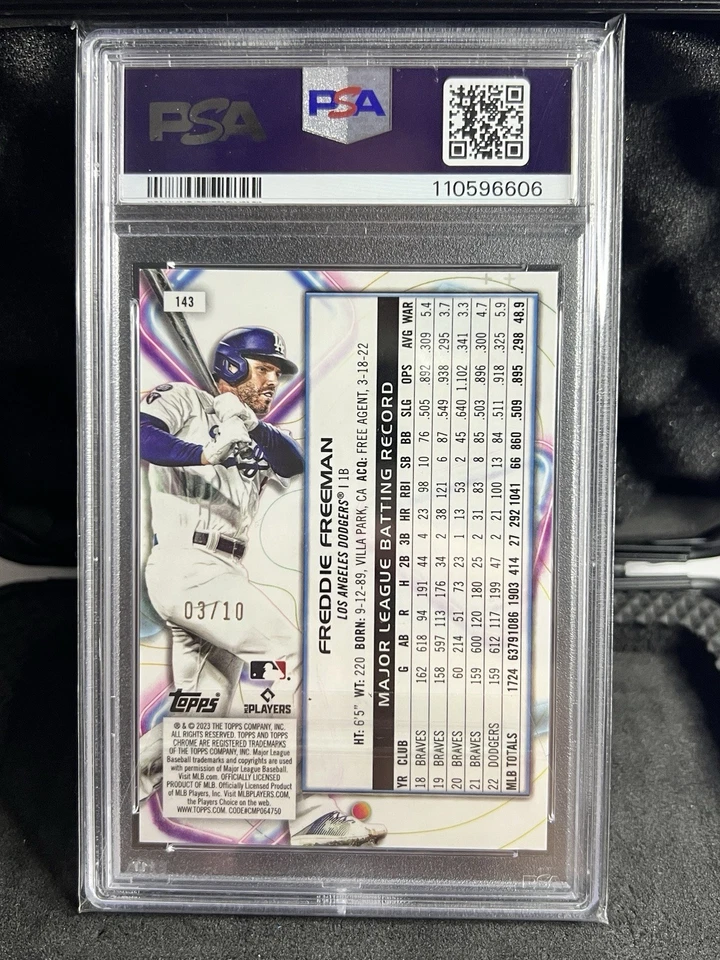 PSA
PSA
110596606
143
FREDDIE FREEMAN
LOS ANGELES DODGERS® | 1B
HT: 6'5" WT: 220 BORN: 9-12-89, VILLA PARK, CA ACQ: FREE AGENT, 3-18-22
MAJOR LEAGUE BATTING RECORD
YR CLUB G AB R H 2B 3B HR RBI SB BB SLG OPS AVG WAR
18 BRAVES 162 618 94 191 44 4 23 98 10 76 .505 .892 .309 5.4
19 BRAVES 158 597 113 176 34 2 38 121 6 87 .549 .938 .295 3.7
20 BRAVES 60 214 51 73 23 1 13 53 2 45 .640 1.102 .341 3.3
21 BRAVES 159 600 120 180 25 2 31 83 8 85 .503 .896 .300 4.7
22 DODGERS 159 612 117 199 47 2 21 100 13 84 .511 .918 .325 5.9
MLB TOTALS 1724 6379 1086 1903 414 27 292 1041 66 860 .509 .895 .298 48.9
03/10
topps
PLAYERS
® & © 2023 THE TOPPS COMPANY, INC.
ALL RIGHTS RESERVED. TOPPS AND TOPPS
CHROME ARE REGISTERED TRADEMARKS
OF THE TOPPS COMPANY, INC. Major League
Baseball trademarks and copyrights are used
with permission of Major League Baseball.
Visit MLB.com. OFFICIALLY LICENSED
PRODUCT OF MLB. Officially Licensed Product
of MLB Players, Inc. Visit MLBPLAYERS.com,
the Players Choice on the web.
WWW.TOPPS.COM. CODE#CMP064750
PSA